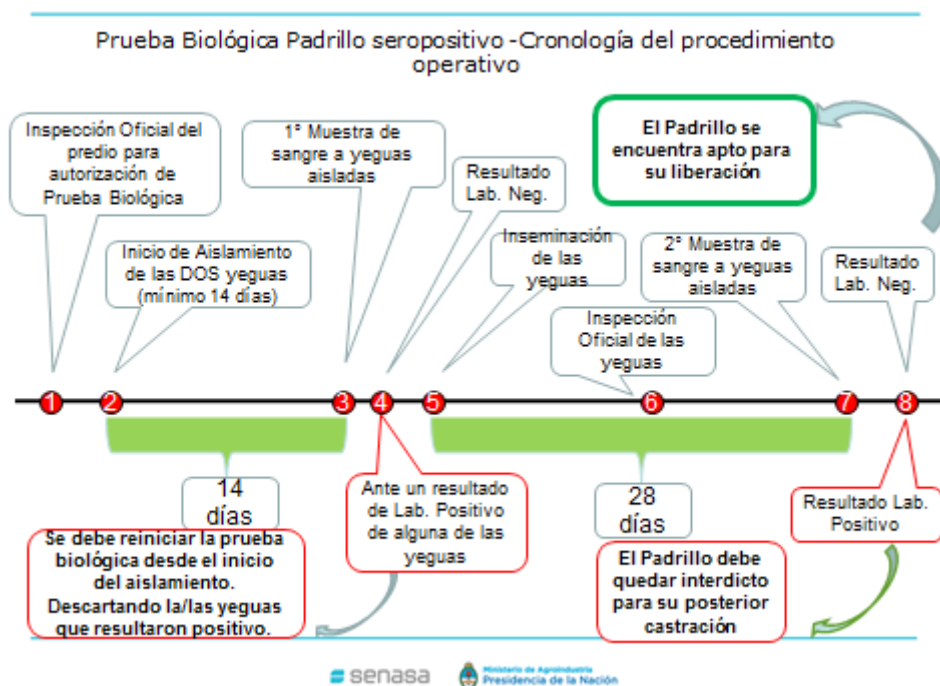 Prueba Biológica Padrillo seropositivo -Cronología del procedimiento
operativo
Inspección Oficial del
predio para
autorización de
Prueba Biológica
Inicio de Aislamiento
de las DOS yeguas
(mínimo 14 días)
1° Muestra de
sangre a yeguas
aisladas
Resultado
Lab. Neg.
Inseminación
de las
yeguas
Inspección
Oficial de las
yeguas
2° Muestra de
sangre a yeguas
aisladas
Resultado
Lab. Neg.
El Padrillo se
encuentra apto para
su liberación
1
2
3
4
5
6
7
8
14
días
Se debe reiniciar la prueba
biológica desde el inicio
del aislamiento.
Descartando la/las yeguas
que resultaron positivo.
Ante un resultado
de Lab. Positivo
de alguna de las
yeguas
28
días
El Padrillo debe
quedar interdicto
para su posterior
castración
Resultado Lab.
Positivo
senasa
Ministerio de Agroindustria
Presidencia de la Nación